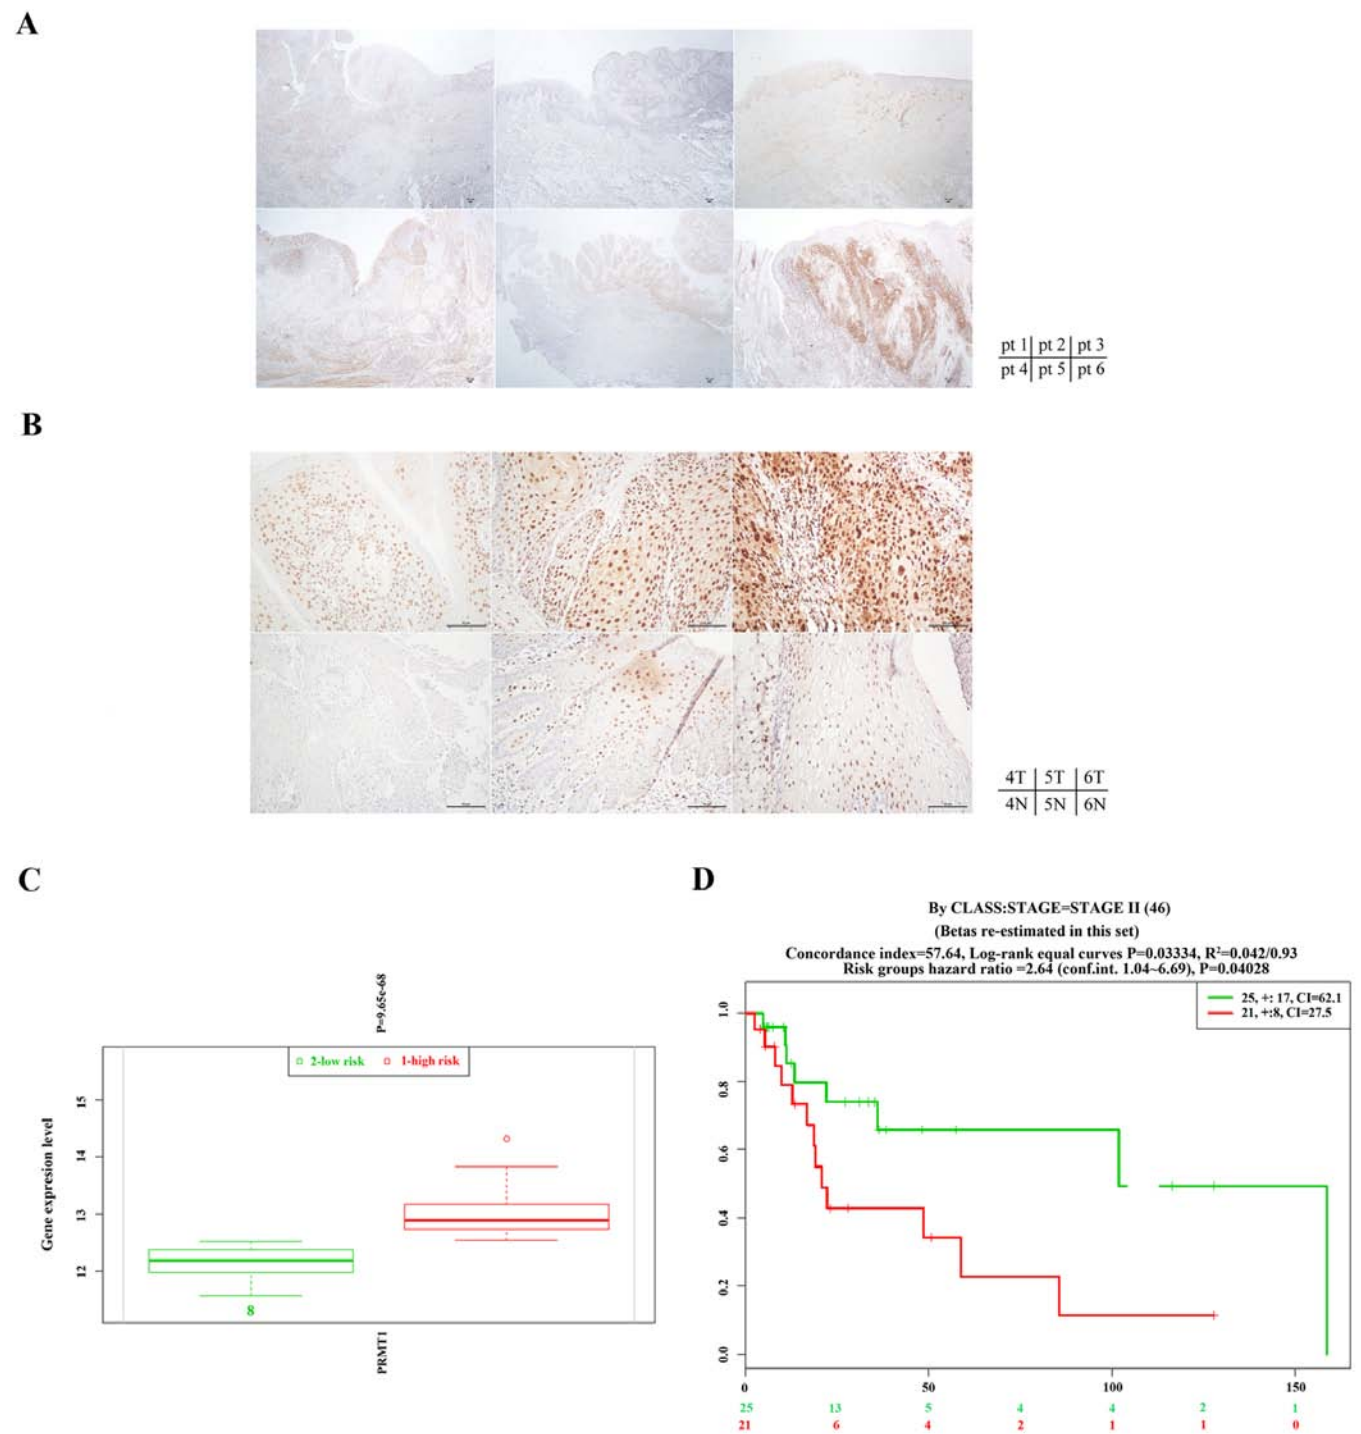 A
pt 1 pt 2 pt 3
pt 4 pt 5 pt 6
B
4T 5T 6T
4N 5N 6N
C
P=9.65e-68
2-low risk 1-high risk
Gene expresion level
15
14
13
12
8
PRMT1
D
By CLASS:STAGE=STAGE II (46)
(Betas re-estimated in this set)
Concordance index=57.64, Log-rank equal curves P=0.03334, R²=0.042/0.93
Risk groups hazard ratio =2.64 (conf.int. 1.04~6.69), P=0.04028
25, +: 17, CI=62.1
21, +:8, CI=27.5
1.0
0.8
0.6
0.4
0.2
0.0
0 50 100 150
25 13 5 4 4 2 1
21 6 4 2 1 1 0